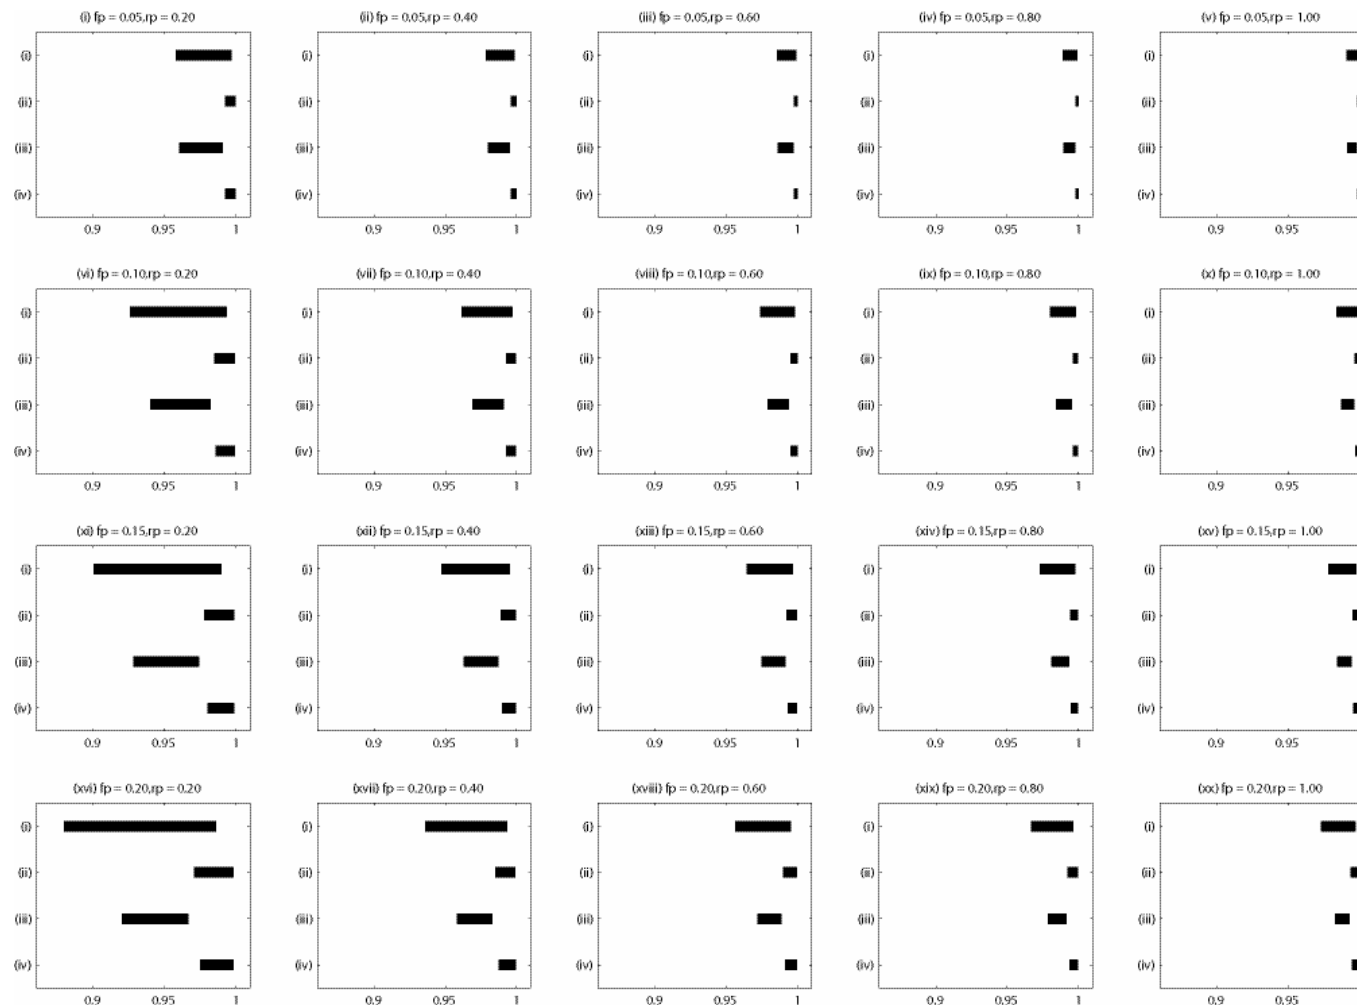 (i) fp = 0.05,rp = 0.20 (ii) fp = 0.05,rp = 0.40 (iii) fp = 0.05,rp = 0.60 (iv) fp = 0.05,rp = 0.80 (v) fp = 0.05,rp = 1.00
(i) (i) (i) (i) (i)
(ii) (ii) (ii) (ii) (ii)
(iii) (iii) (iii) (iii) (iii)
(iv) (iv) (iv) (iv) (iv)
0.9 0.95 1 0.9 0.95 1 0.9 0.95 1 0.9 0.95 1 0.9 0.95
(vi) fp = 0.10,rp = 0.20 (vii) fp = 0.10,rp = 0.40 (viii) fp = 0.10,rp = 0.60 (ix) fp = 0.10,rp = 0.80 (x) fp = 0.10,rp = 1.00
(i) (i) (i) (i) (i)
(ii) (ii) (ii) (ii) (ii)
(iii) (iii) (iii) (iii) (iii)
(iv) (iv) (iv) (iv) (iv)
0.9 0.95 1 0.9 0.95 1 0.9 0.95 1 0.9 0.95 1 0.9 0.95
(xi) fp = 0.15,rp = 0.20 (xii) fp = 0.15,rp = 0.40 (xiii) fp = 0.15,rp = 0.60 (xiv) fp = 0.15,rp = 0.80 (xv) fp = 0.15,rp = 1.00
(i) (i) (i) (i) (i)
(ii) (ii) (ii) (ii) (ii)
(iii) (iii) (iii) (iii) (iii)
(iv) (iv) (iv) (iv) (iv)
0.9 0.95 1 0.9 0.95 1 0.9 0.95 1 0.9 0.95 1 0.9 0.95
(xvi) fp = 0.20,rp = 0.20 (xvii) fp = 0.20,rp = 0.40 (xviii) fp = 0.20,rp = 0.60 (xix) fp = 0.20,rp = 0.80 (xx) fp = 0.20,rp = 1.00
(i) (i) (i) (i) (i)
(ii) (ii) (ii) (ii) (ii)
(iii) (iii) (iii) (iii) (iii)
(iv) (iv) (iv) (iv) (iv)
0.9 0.95 1 0.9 0.95 1 0.9 0.95 1 0.9 0.95 1 0.9 0.95